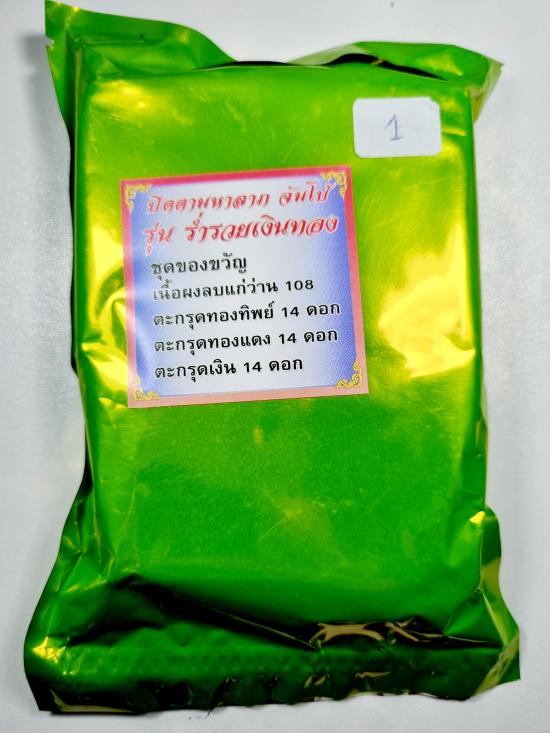 1
ปิดตามหาลาภ จัมโบ้
รุ่น ร่ำรวยเงินทอง
ชุดของขวัญ
เนื้อผงลบแก่ว่าน 108
ตะกรุดทองทิพย์ 14 ดอก
ตะกรุดทองแดง 14 ดอก
ตะกรุดเงิน 14 ดอก